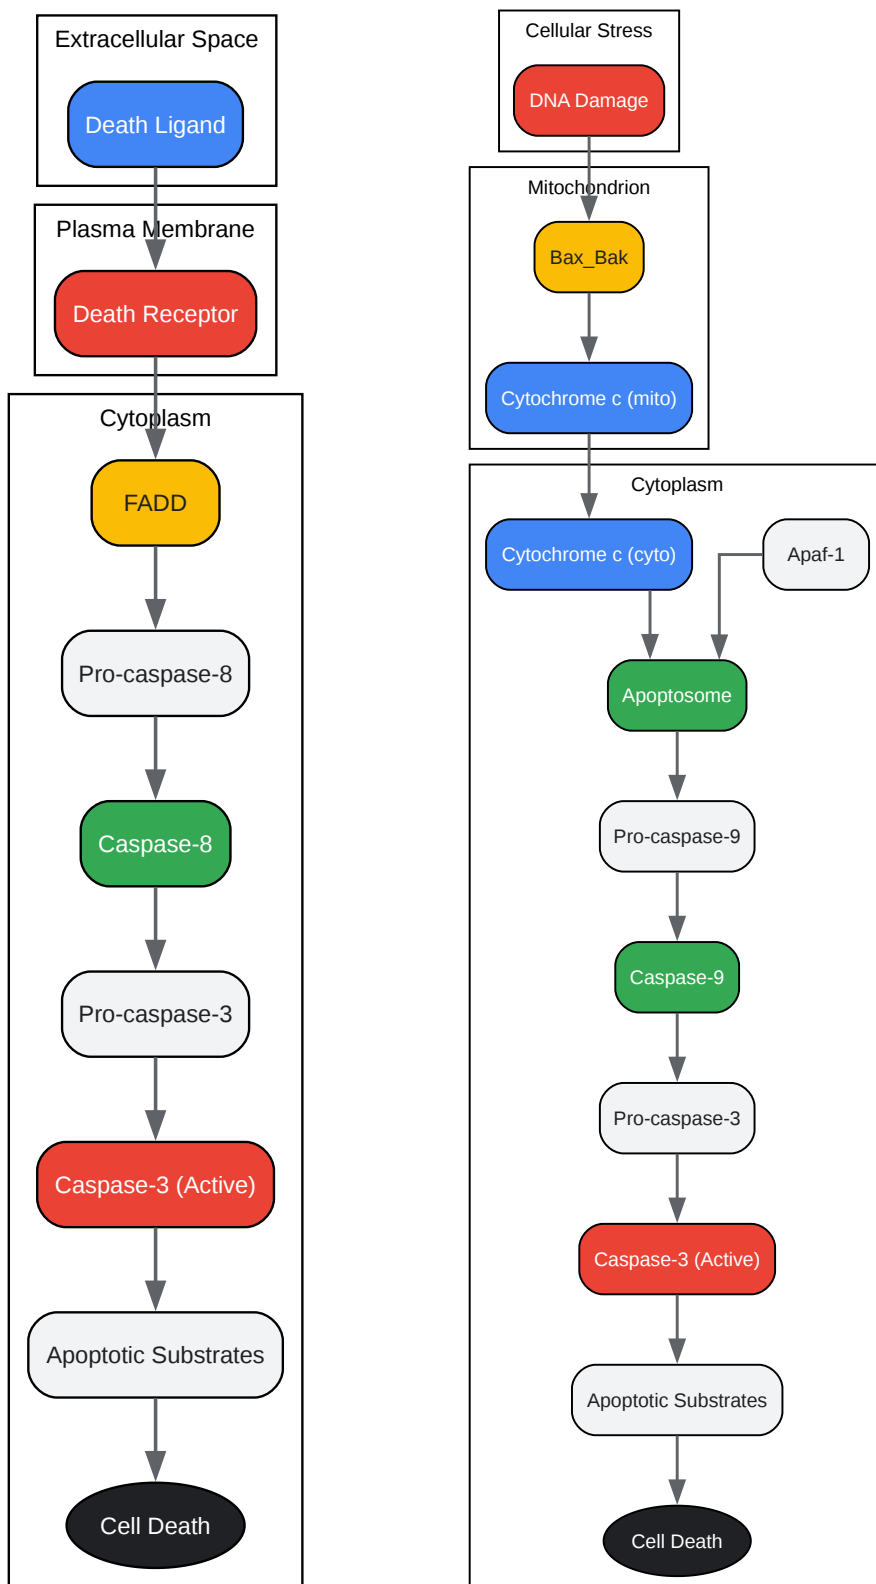 Extracellular Space
Death Ligand
Plasma Membrane
Death Receptor
Cytoplasm
FADD
Pro-caspase-8
Caspase-8
Pro-caspase-3
Caspase-3 (Active)
Apoptotic Substrates
Cell Death
Cellular Stress
DNA Damage
Mitochondrion
Bax_Bak
Cytochrome c (mito)
Cytoplasm
Cytochrome c (cyto)
Apaf-1
Apoptosome
Pro-caspase-9
Caspase-9
Pro-caspase-3
Caspase-3 (Active)
Apoptotic Substrates
Cell Death